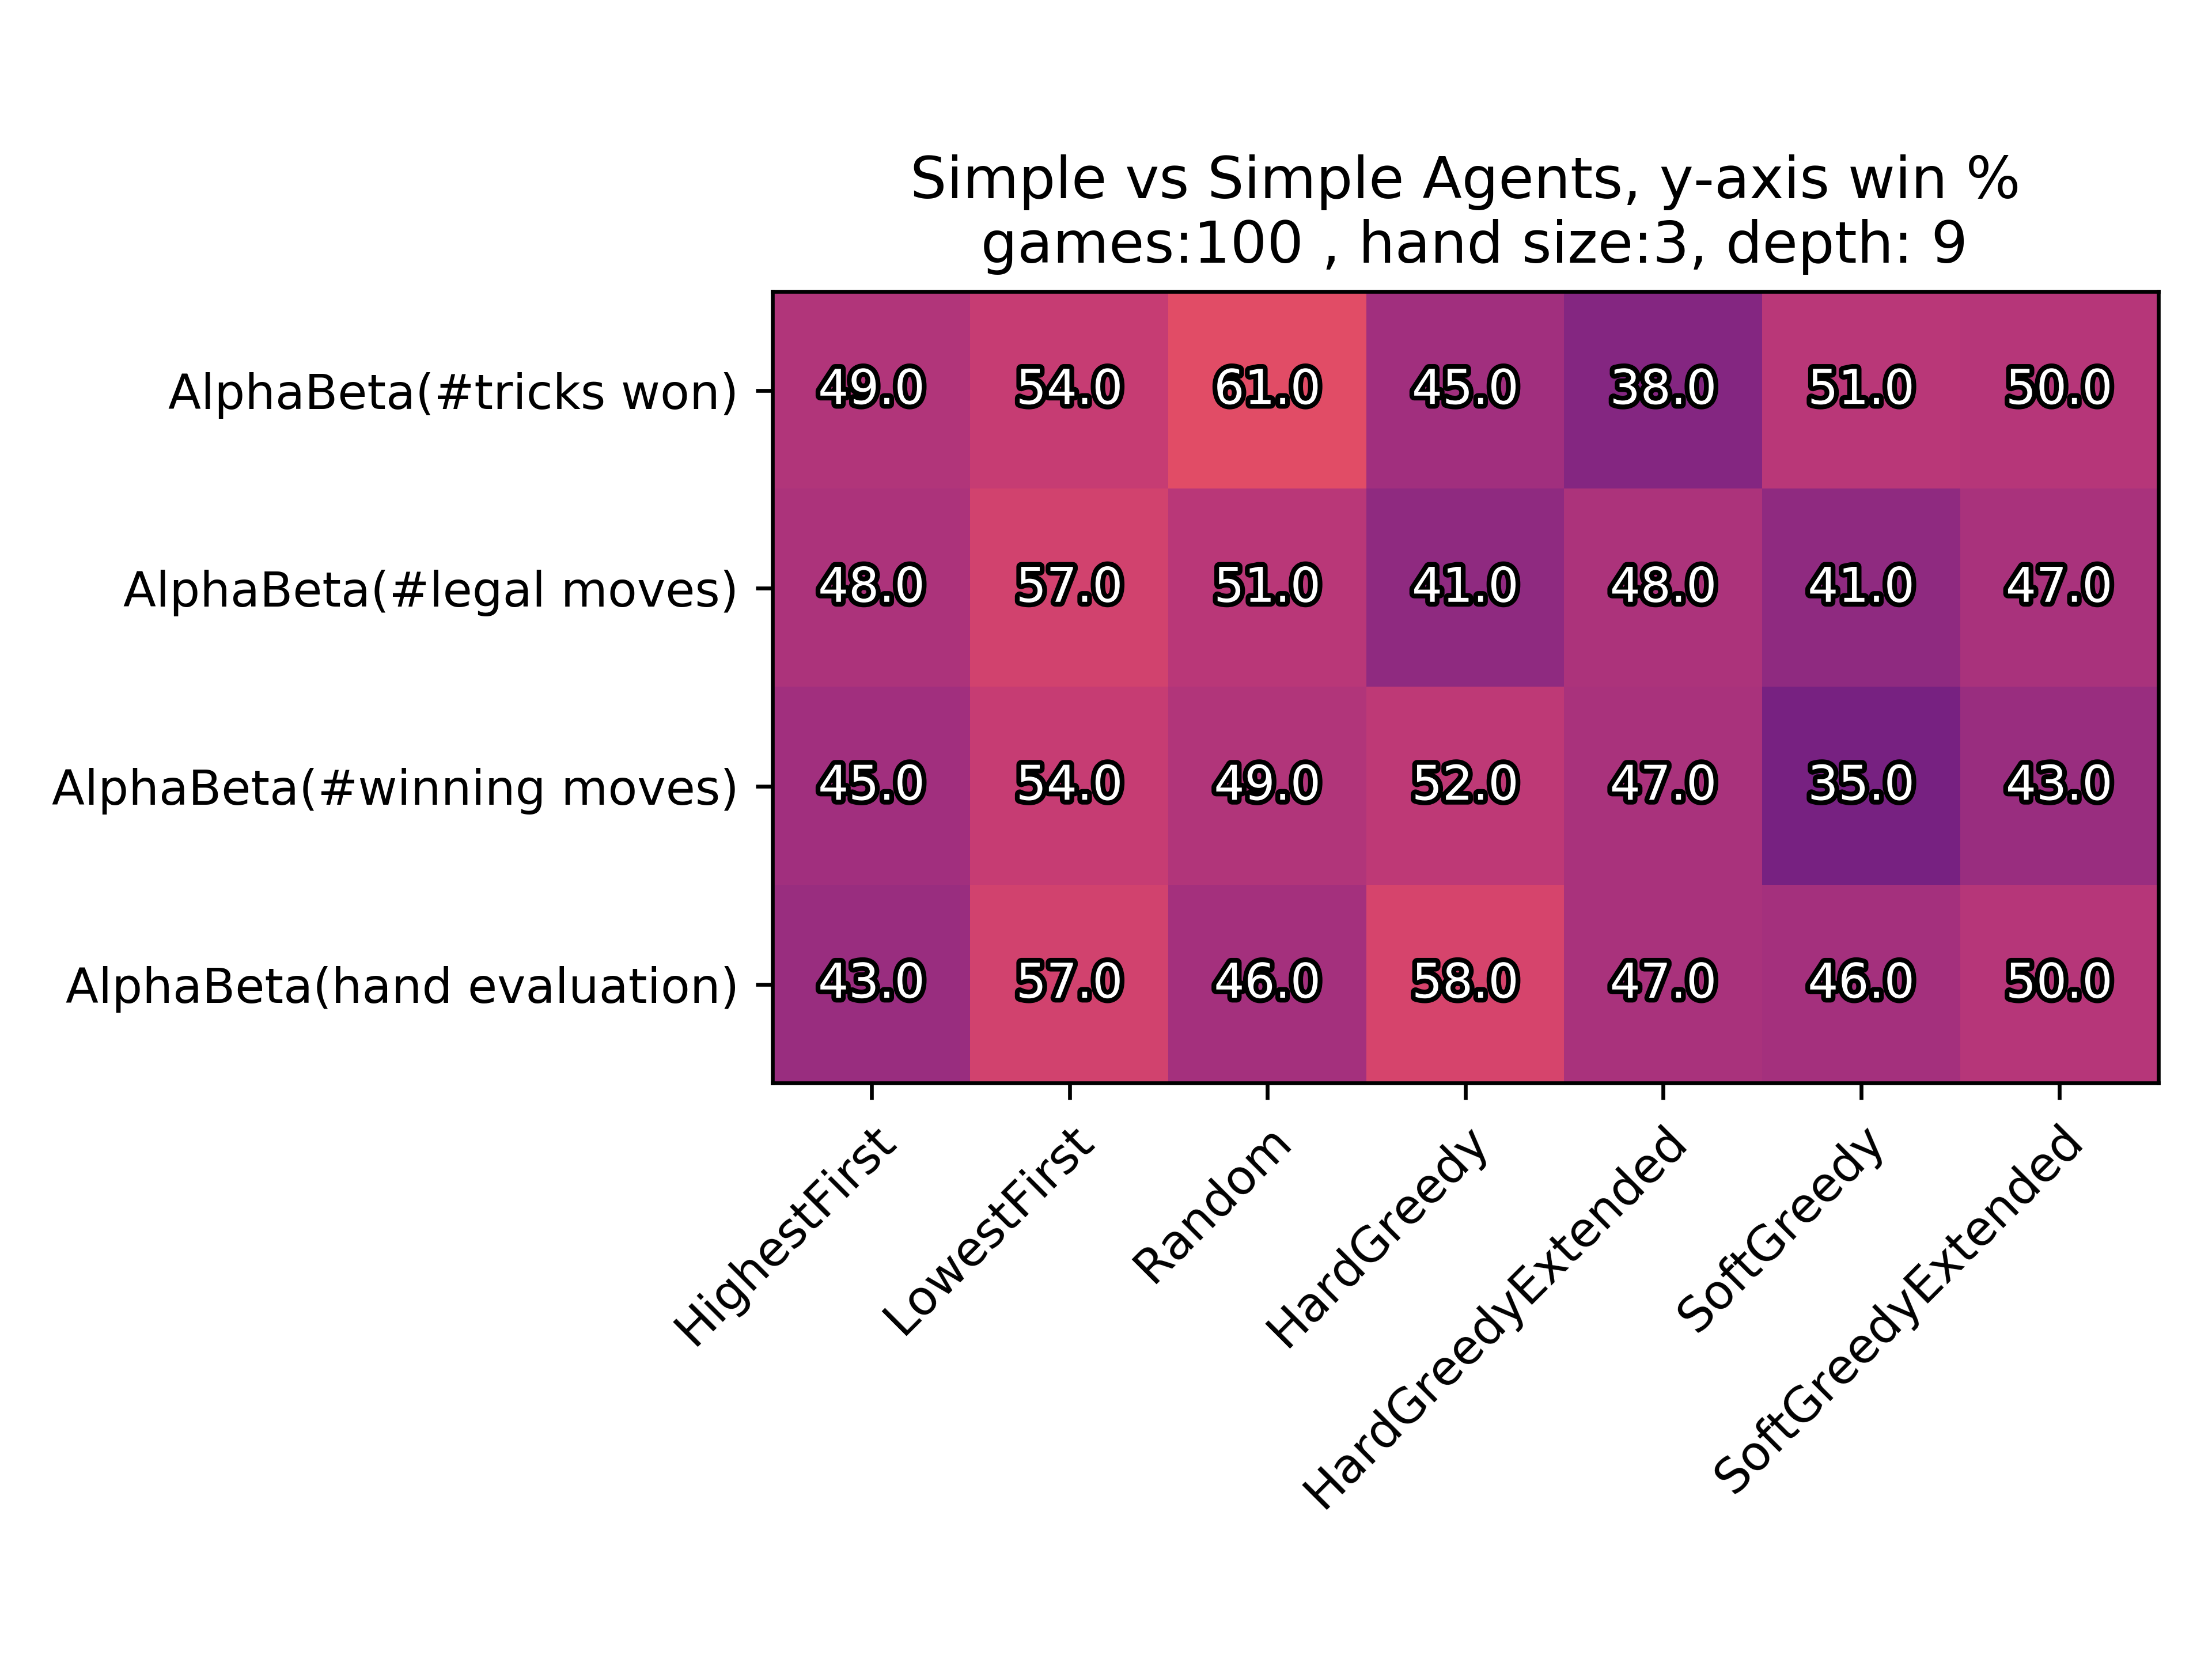 Simple vs Simple Agents, y-axis win %
games:100 , hand size:3, depth: 9
AlphaBeta(#tricks won) 49.0 54.0 61.0 45.0 38.0 51.0 50.0
AlphaBeta(#legal moves) 48.0 57.0 51.0 41.0 48.0 41.0 47.0
AlphaBeta(#winning moves) 45.0 54.0 49.0 52.0 47.0 35.0 43.0
AlphaBeta(hand evaluation) 43.0 57.0 46.0 58.0 47.0 46.0 50.0
HighestFirst
LowestFirst
Random
HardGreedy
HardGreedyExtended
SoftGreedy
SoftGreedyExtended